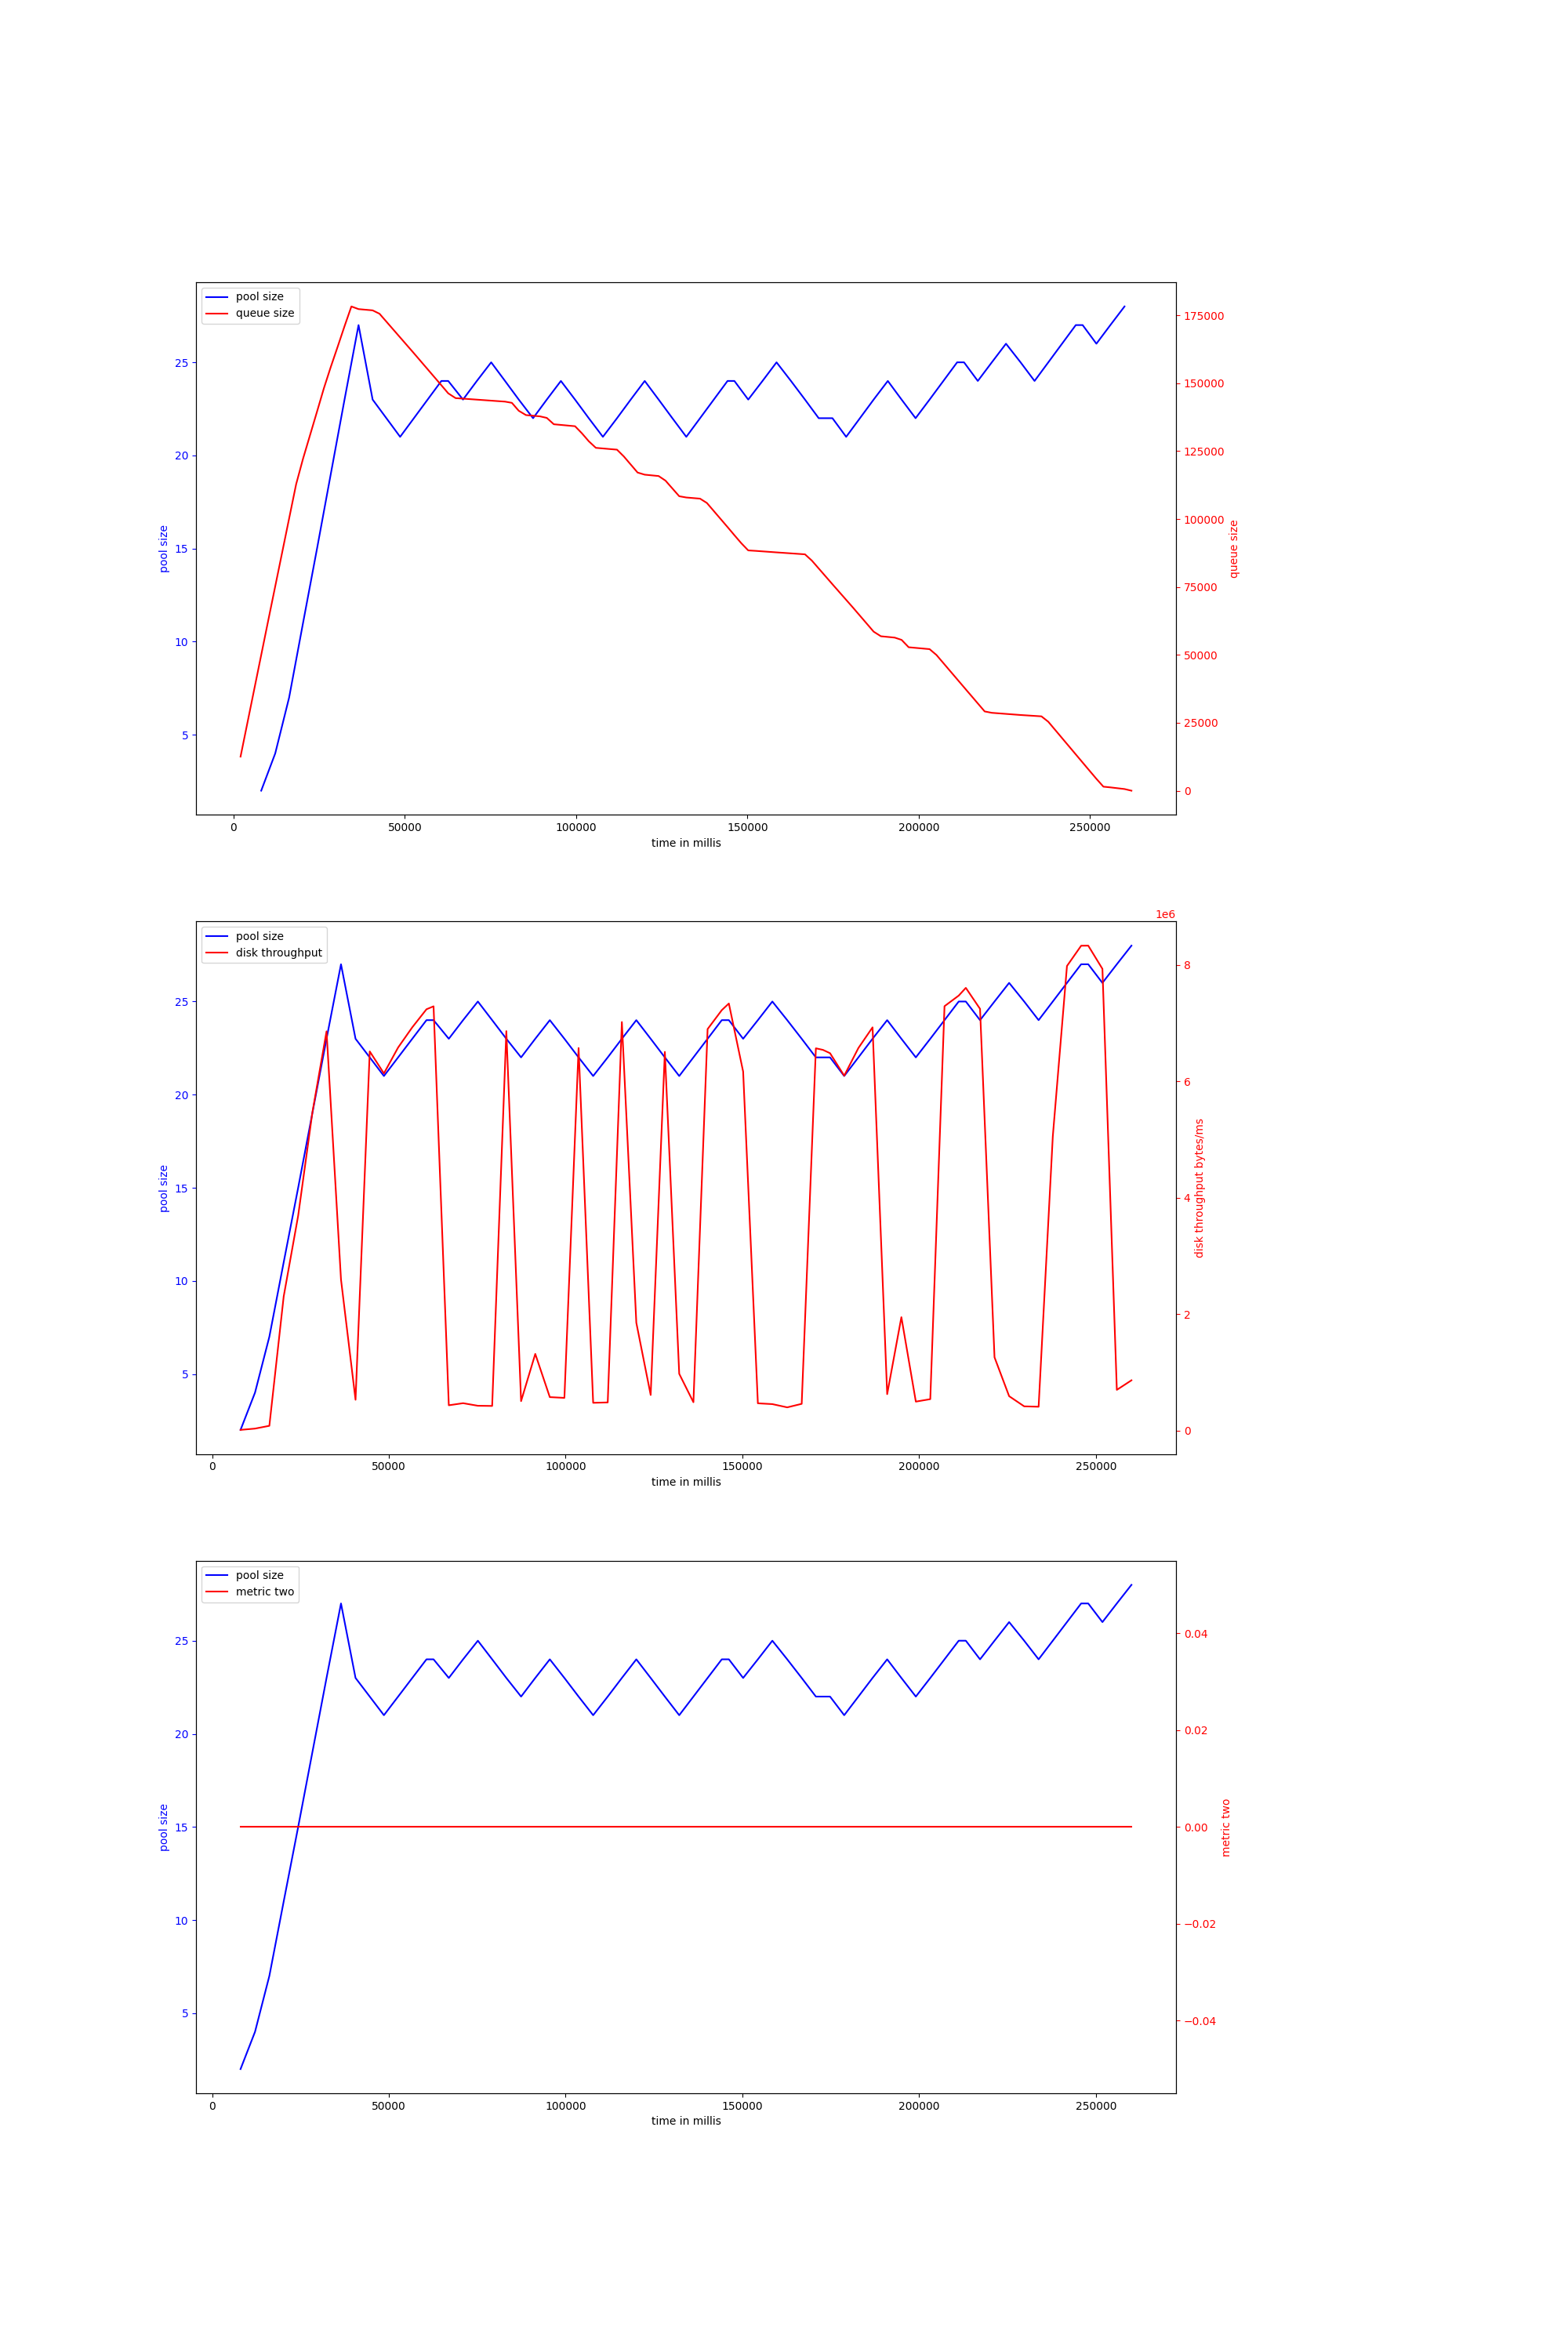 pool size
queue size
25
20
15
10
5
pool size
175000
150000
125000
100000
75000
50000
25000
0
queue size
0 50000 100000 150000 200000 250000
time in millis
1e6
pool size
disk throughput
25
20
15
10
5
pool size
8
6
4
2
0
disk throughput bytes/ms
0 50000 100000 150000 200000 250000
time in millis
pool size
metric two
25
20
15
10
5
pool size
0.04
0.02
0.00
−0.02
−0.04
metric two
0 50000 100000 150000 200000 250000
time in millis